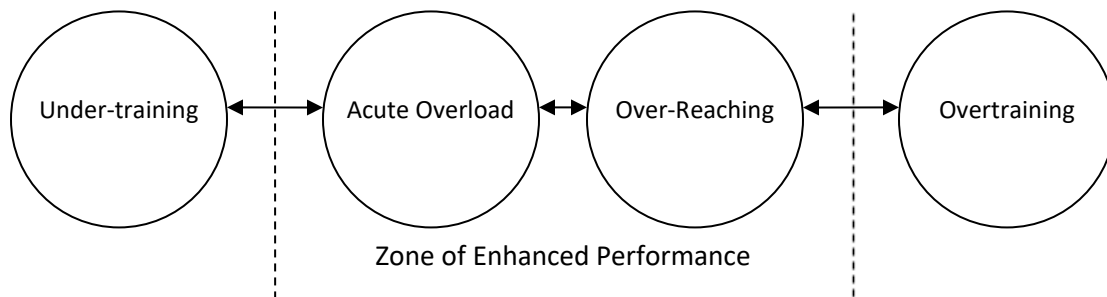 Under-training
Acute Overload
Over-Reaching
Overtraining
Zone of Enhanced Performance